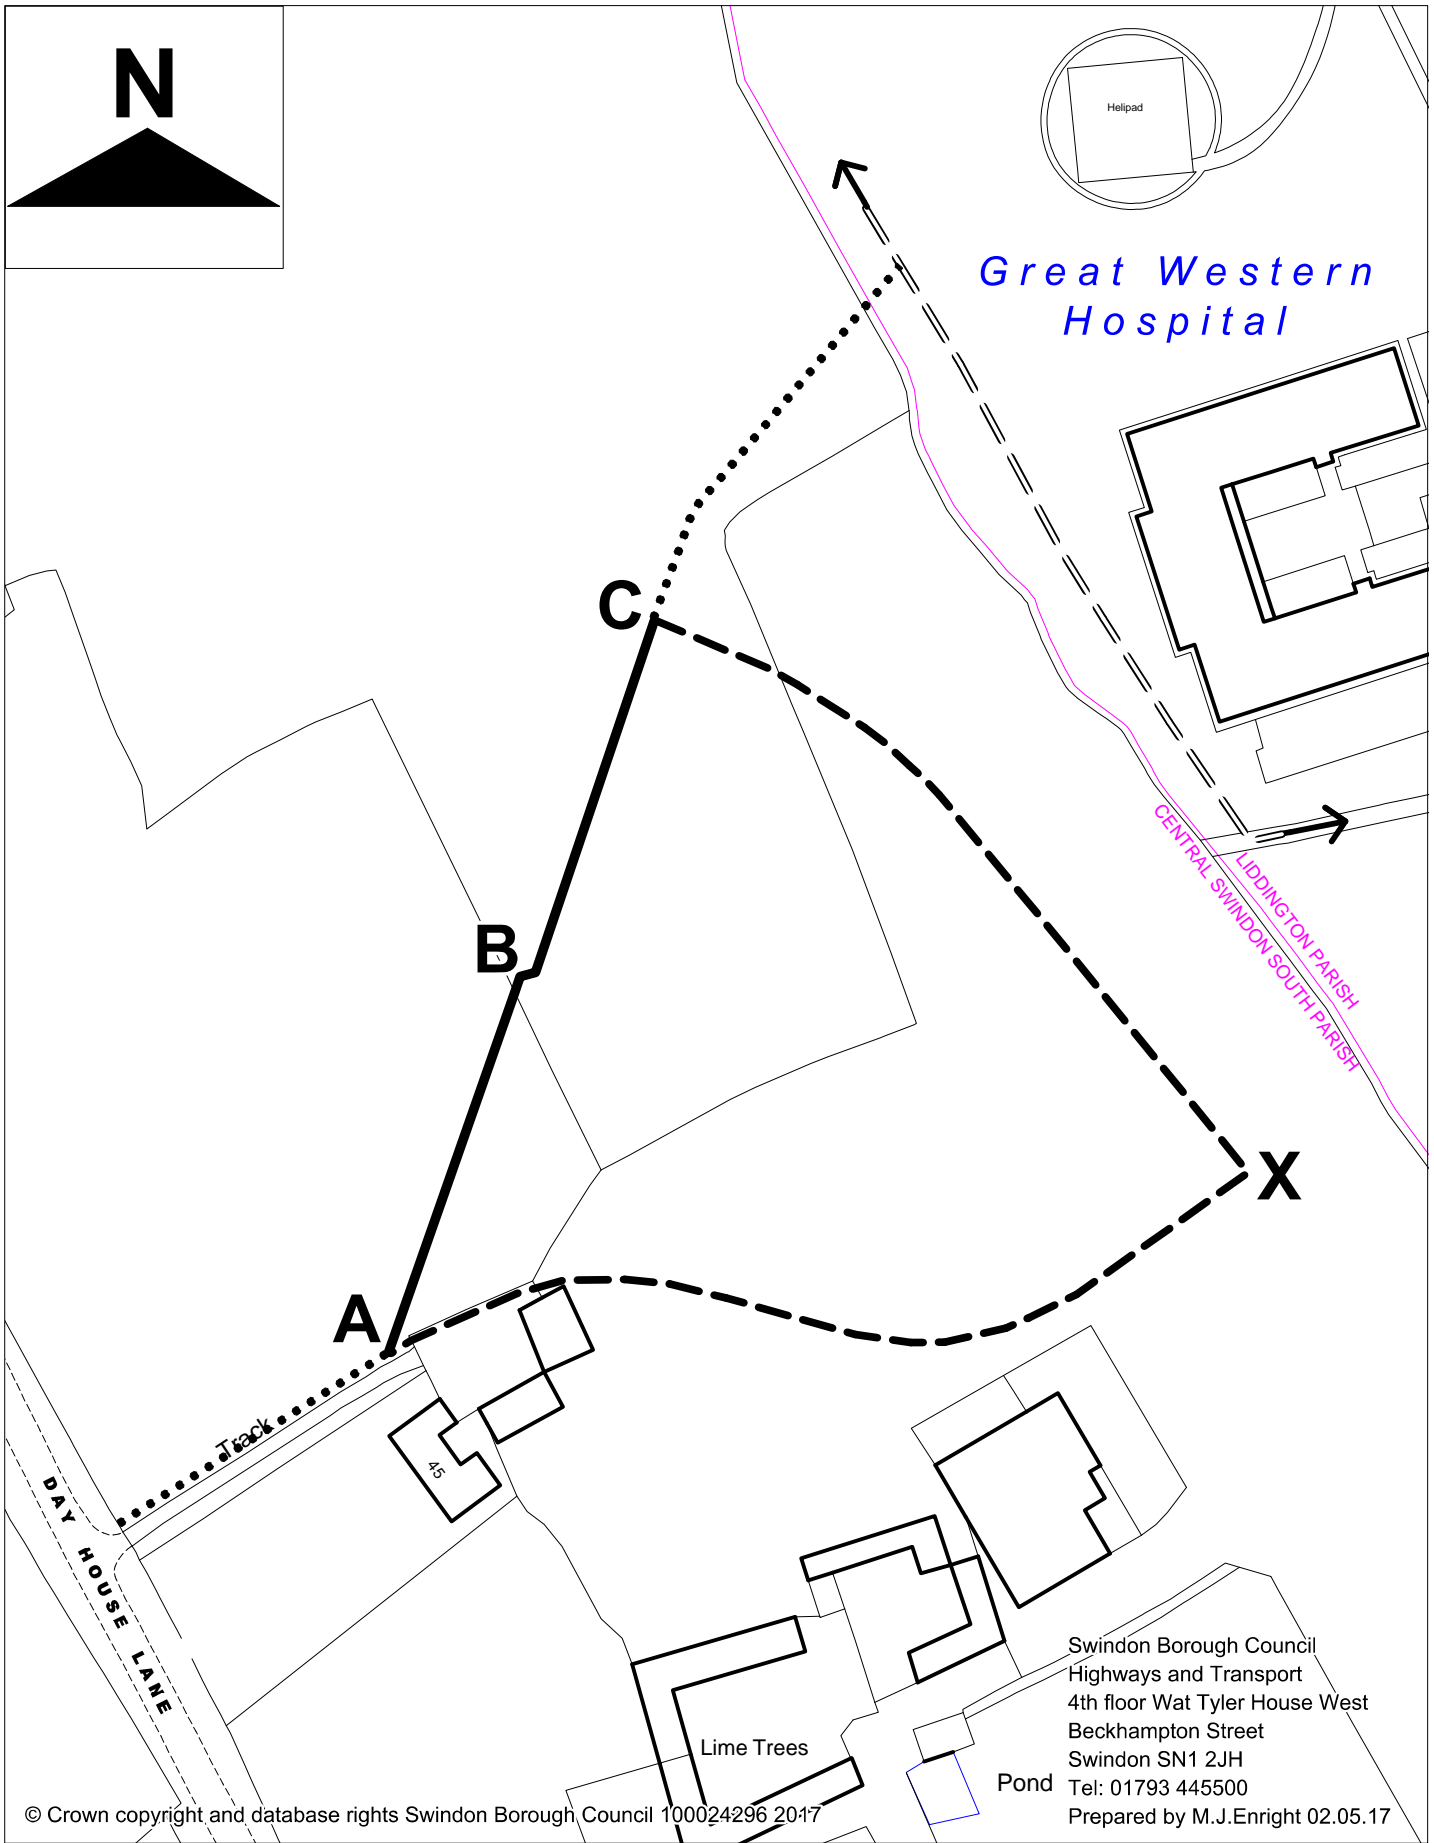 N
Helipad
Great Western
Hospital
C
B
CENTRAL SWINDON SOUTH PARISH
LIDDINGTON PARISH
X
A
Track
45
DAY HOUSE LANE
Lime Trees
Pond
Swindon Borough Council
Highways and Transport
4th floor Wat Tyler House West
Beckhampton Street
Swindon SN1 2JH
Tel: 01793 445500
Prepared by M.J.Enright 02.05.17
© Crown copyright and database rights Swindon Borough Council 100024296 2017